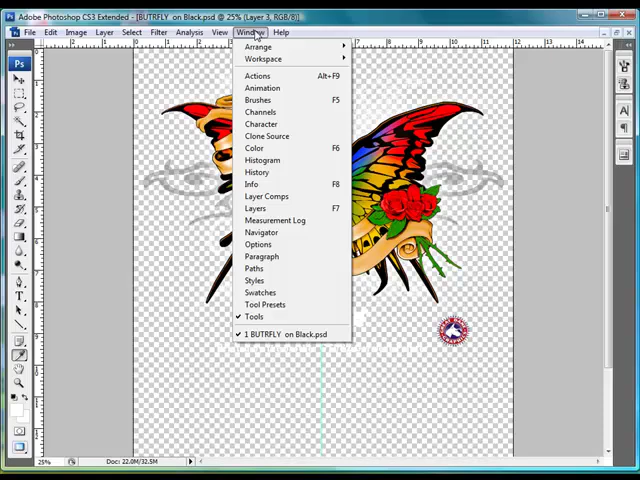 Adobe Photoshop CS3 Extended - [BUTRFLY on Black.psd @ 25% (Layer 3, RGB/8)]
File Edit Image Layer Select Filter Analysis View Window Help
Ps
Arrange
Workspace
Actions Alt+F9
Animation
Brushes F5
Channels
Character
Clone Source
Color F6
Histogram
History
Info F8
Layer Comps
Layers F7
Measurement Log
Navigator
Options
Paragraph
Paths
Styles
Swatches
Tool Presets
Tools
1 BUTRFLY on Black.psd
25% Doc: 22.0M/32.5M